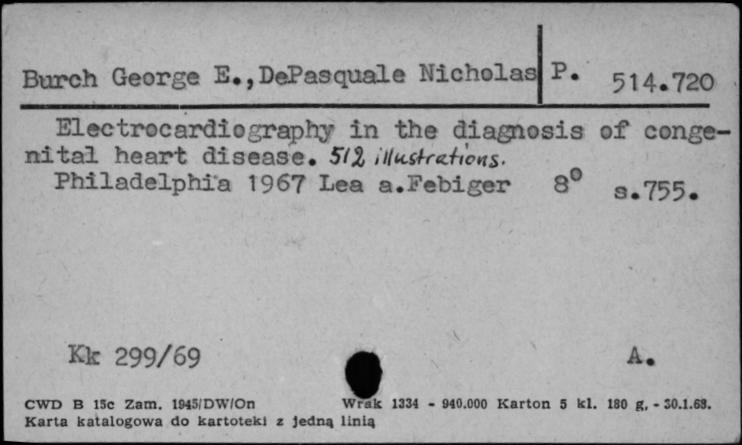 Burch George E., DePasquale Nicholas P. 514.720
Electrocardiography in the diagnosis of conge-
nital heart disease. 512 illustrations.
Philadelphia 1967 Lea a.Febiger 8° s.755.
Kk 299/69 A.
CWD B 15c Zam. 1945/DW/On Wrak 1334 - 940.000 Karton 5 kl. 180 g. - 30.1.68.
Karta katalogowa do kartoteki z jedną linią